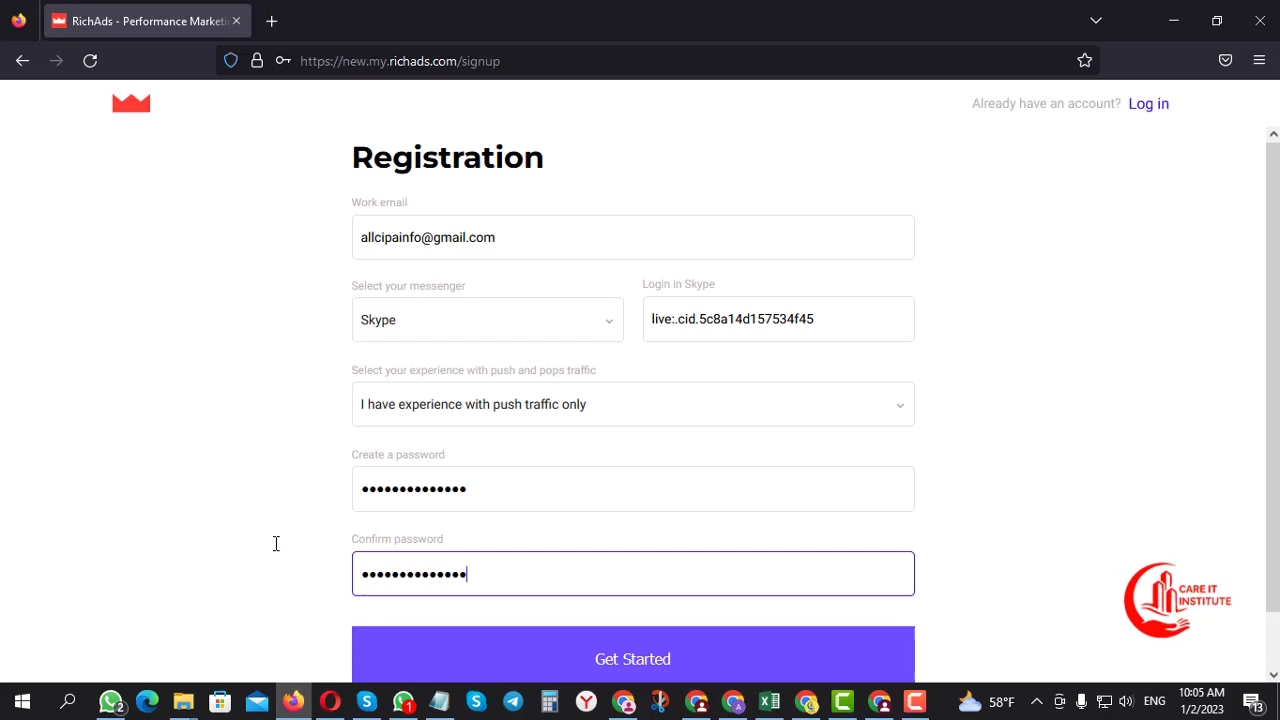 RichAds - Performance Marketi
https://new.my.richads.com/signup
Already have an account? Log in
Registration
Work email
allcipainfo@gmail.com
Select your messenger
Login in Skype
Skype
live:.cid.5c8a14d157534f45
Select your experience with push and pops traffic
I have experience with push traffic only
Create a password
••••••••••••••
Confirm password
••••••••••••••
CARE IT
INSTITUTE
Get Started
2
1
58°F
ENG
10:05 AM
1/2/2023
13